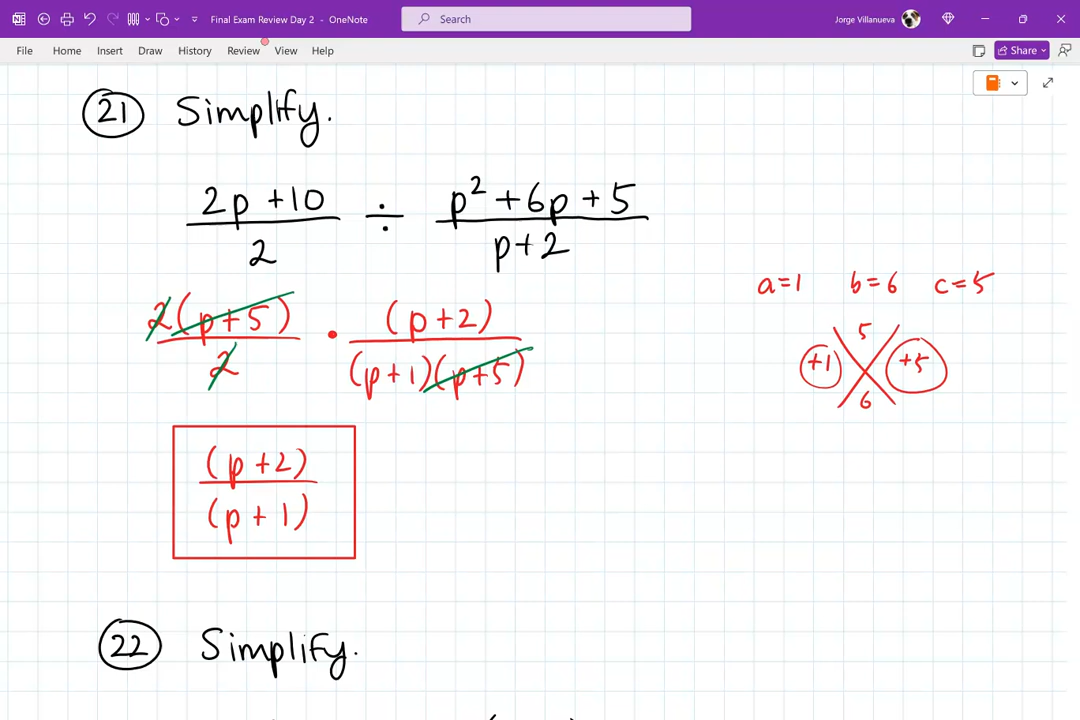 Final Exam Review Day 2 - OneNote
Search
Jorge Villanueva
File Home Insert Draw History Review View Help
Share
21 Simplify.
2p + 10 / 2 ÷ p² + 6p + 5 / p + 2
2(p + 5) / 2 • (p + 2) / (p + 1)(p + 5)
a = 1 b = 6 c = 5
5
+1 +5
6
(p + 2) / (p + 1)
22 Simplify.